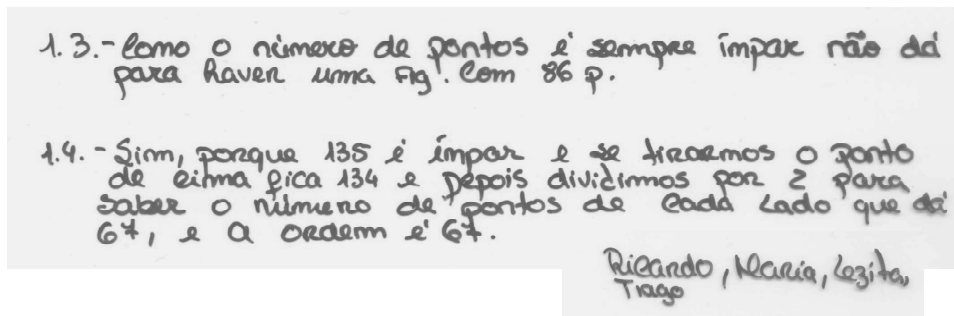 1.3.- Como o número de pontos é sempre ímpar não dá
para haver uma fig. Com 86 p.
1.4.- Sim, porque 135 é ímpar e se tirarmos o ponto
de cima fica 134 e depois dividimos por 2 para
saber o número de pontos de cada lado que dá
67, e a ordem é 67.
Ricardo, Maria, Lezita,
Tiago